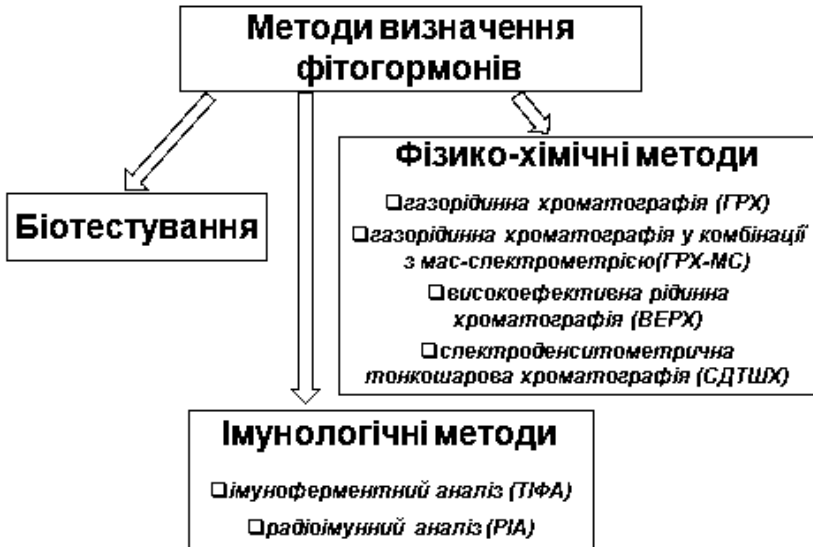 Методи визначення
фітогормонів
Біотестування
Фізико-хімічні методи
❑газорідинна хроматографія (ГРХ)
❑газорідинна хроматографія у комбінації
з мас-спектрометрією(ГРХ-МС)
❑високоефективна рідинна
хроматографія (ВЕРХ)
❑спектроденситометрична
тонкошарова хроматографія (СДТШХ)
Імунологічні методи
❑імуноферментний аналіз (ТІФА)
❑радіоімунний аналіз (РІА)